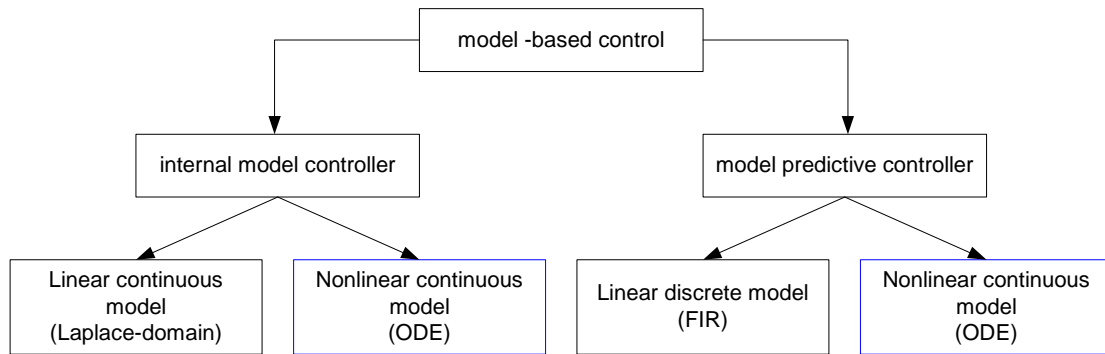 model -based control
internal model controller
model predictive controller
Linear continuous
model
(Laplace-domain)
Nonlinear continuous
model
(ODE)
Linear discrete model
(FIR)
Nonlinear continuous
model
(ODE)